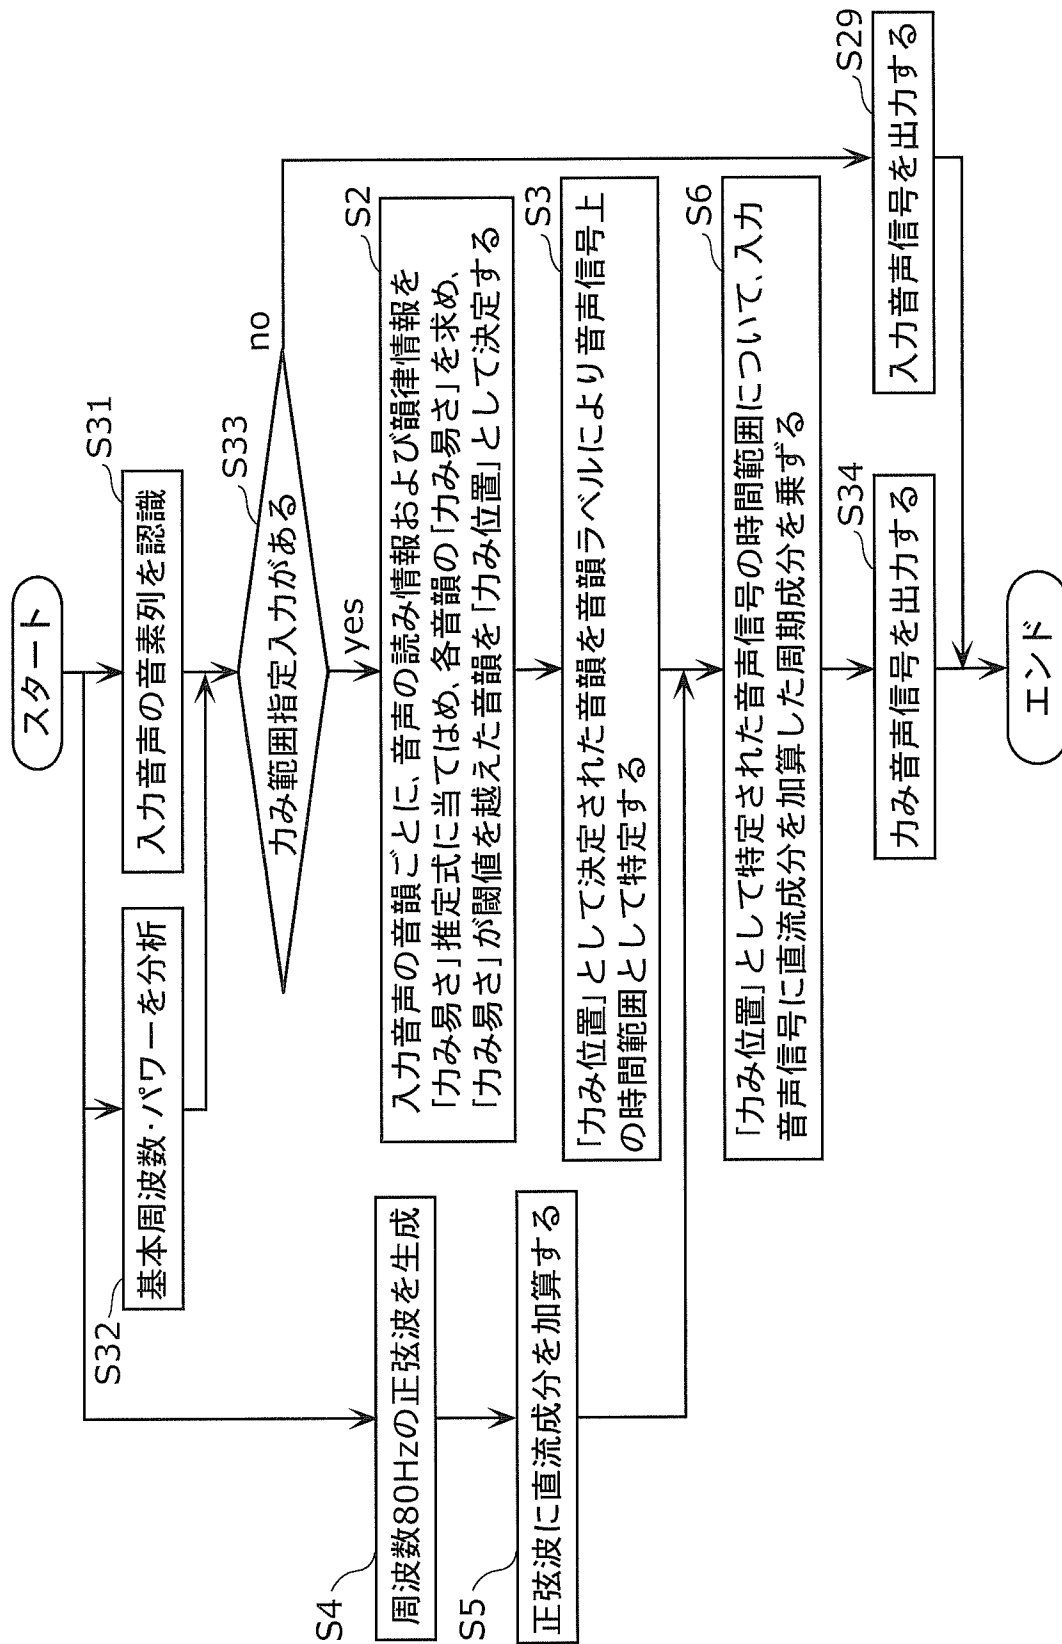 スタート
S31
入力音声の音素列を認識
S32
基本周波数・パワーを分析
S33
力み範囲指定入力がある
no
yes
S2
入力音声の音韻ごとに、音声の読み情報および韻律情報を
「力み易さ」推定式に当てはめ、各音韻の「力み易さ」を求め、
「力み易さ」が閾値を越えた音韻を「力み位置」として決定する
S4
周波数80Hzの正弦波を生成
S3
「力み位置」として決定された音韻を音韻ラベルにより音声信号上
の時間範囲として特定する
S5
正弦波に直流成分を加算する
S6
「力み位置」として特定された音声信号の時間範囲について、入力
音声信号に直流成分を加算した周期成分を乗ずる
S34
力み音声信号を出力する
S29
入力音声信号を出力する
エンド